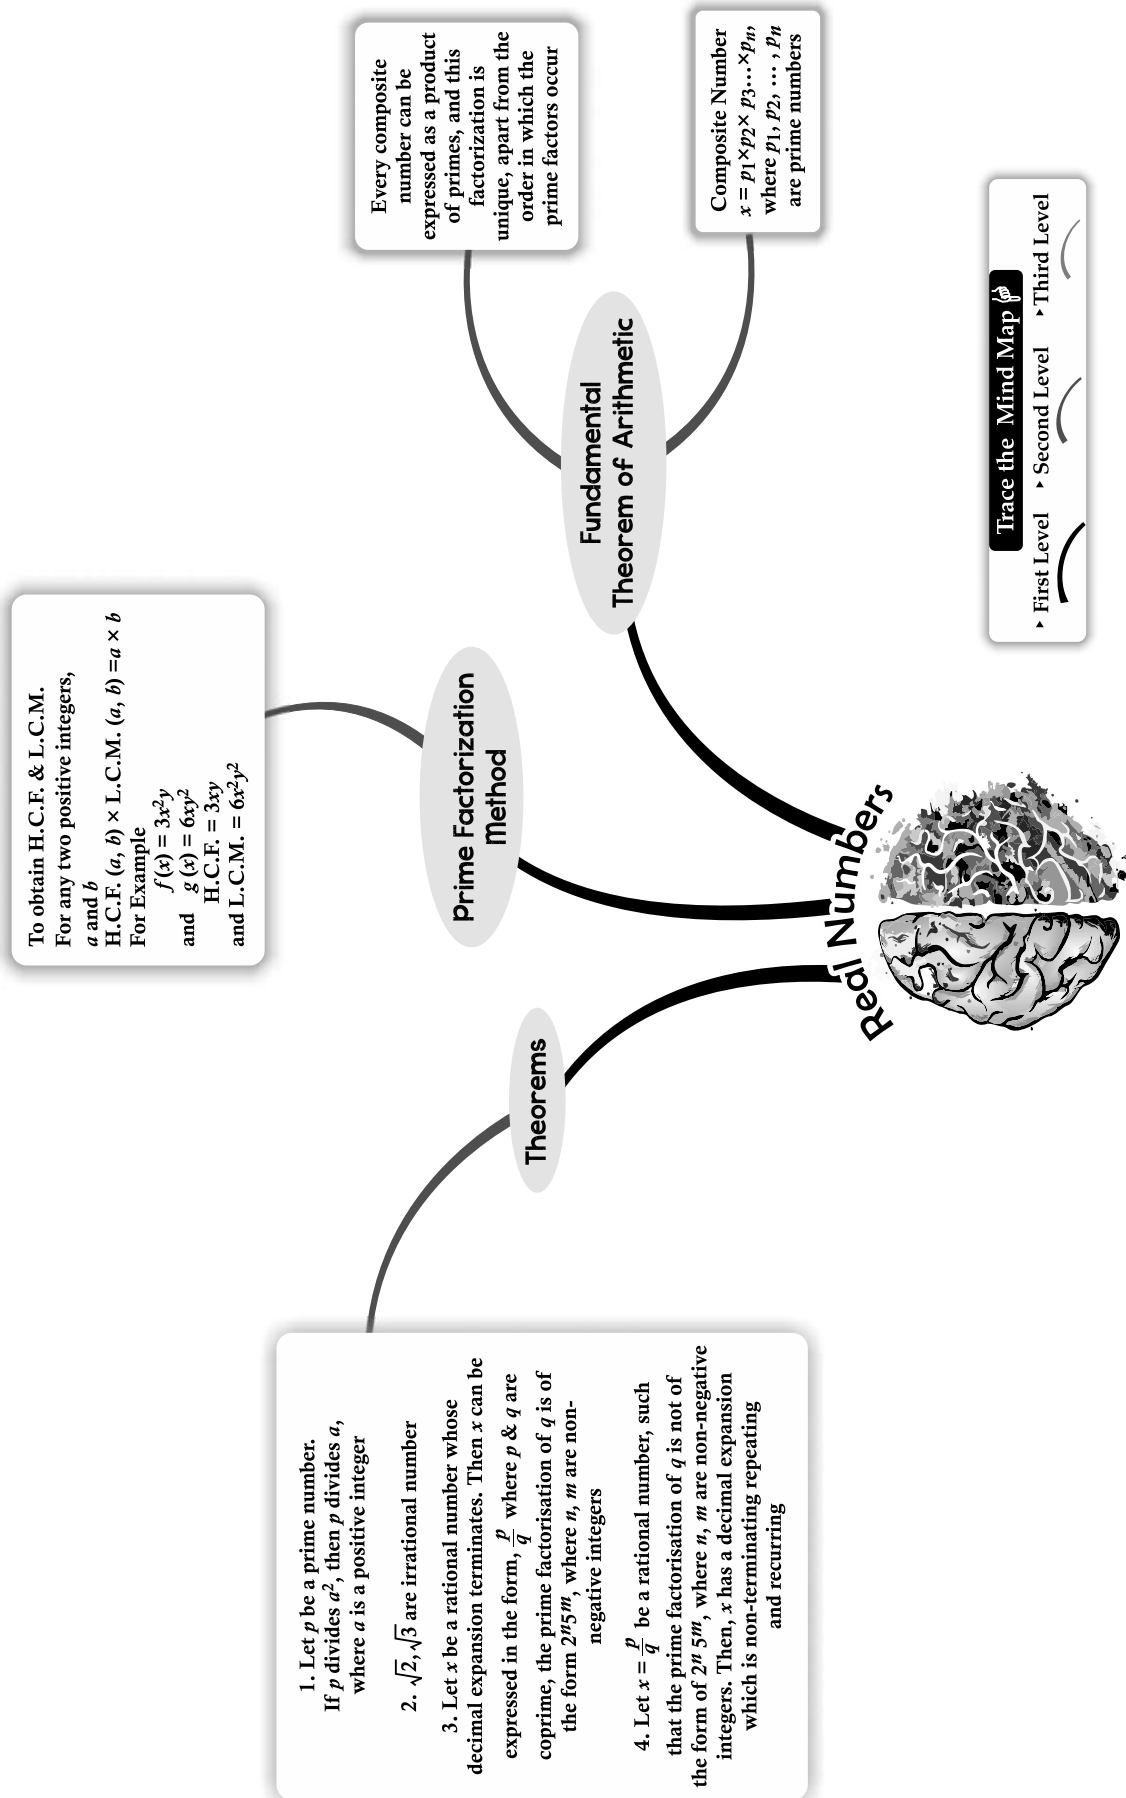 Real Numbers
Theorems
1. Let p be a prime number.
If p divides a², then p divides a,
where a is a positive integer
2. √2,√3 are irrational number
3. Let x be a rational number whose
decimal expansion terminates. Then x can be
expressed in the form, p/q where p & q are
coprime, the prime factorisation of q is of
the form 2ⁿ5ᵐ, where n, m are non-
negative integers
4. Let x = p/q be a rational number, such
that the prime factorisation of q is not of
the form of 2ⁿ 5ᵐ, where n, m are non-negative
integers. Then, x has a decimal expansion
which is non-terminating repeating
and recurring
Prime Factorization
Method
To obtain H.C.F. & L.C.M.
For any two positive integers,
a and b
H.C.F. (a, b) × L.C.M. (a, b) =a × b
For Example
f (x) = 3x²y
and g (x) = 6xy²
H.C.F. = 3xy
and L.C.M. = 6x²y²
Fundamental
Theorem of Arithmetic
Every composite
number can be
expressed as a product
of primes, and this
factorization is
unique, apart from the
order in which the
prime factors occur
Composite Number
x = p₁×p₂× p₃...×pₙ,
where p₁, p₂, ... , pₙ
are prime numbers
Trace the Mind Map
▸ First Level ▸ Second Level ▸Third Level